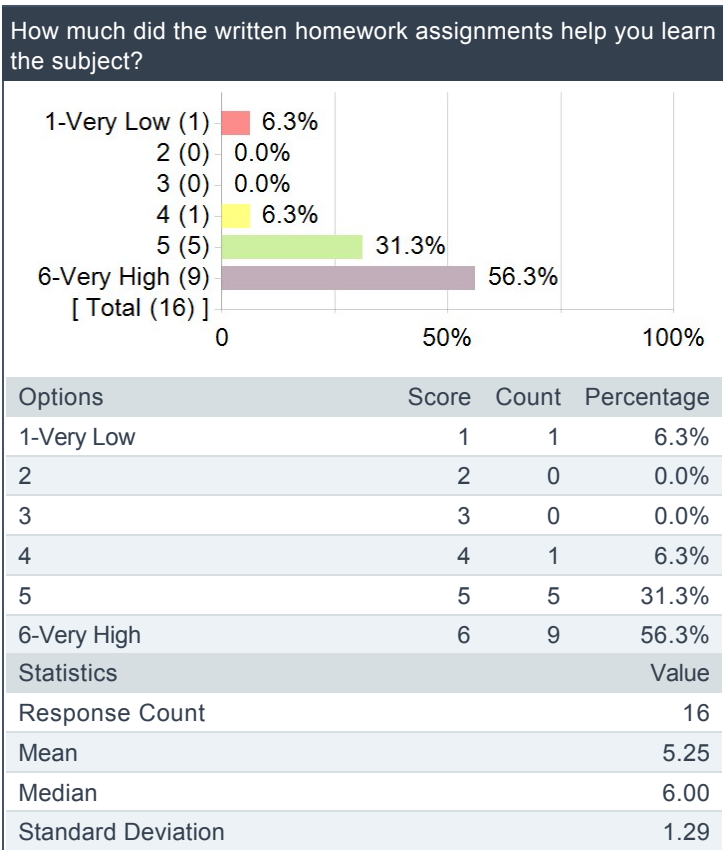 How much did the written homework assignments help you learn
the subject?
1-Very Low (1) 6.3%
2 (0) 0.0%
3 (0) 0.0%
4 (1) 6.3%
5 (5) 31.3%
6-Very High (9) 56.3%
[ Total (16) ]
0 50% 100%
Options Score Count Percentage
1-Very Low 1 1 6.3%
2 2 0 0.0%
3 3 0 0.0%
4 4 1 6.3%
5 5 5 31.3%
6-Very High 6 9 56.3%
Statistics Value
Response Count 16
Mean 5.25
Median 6.00
Standard Deviation 1.29